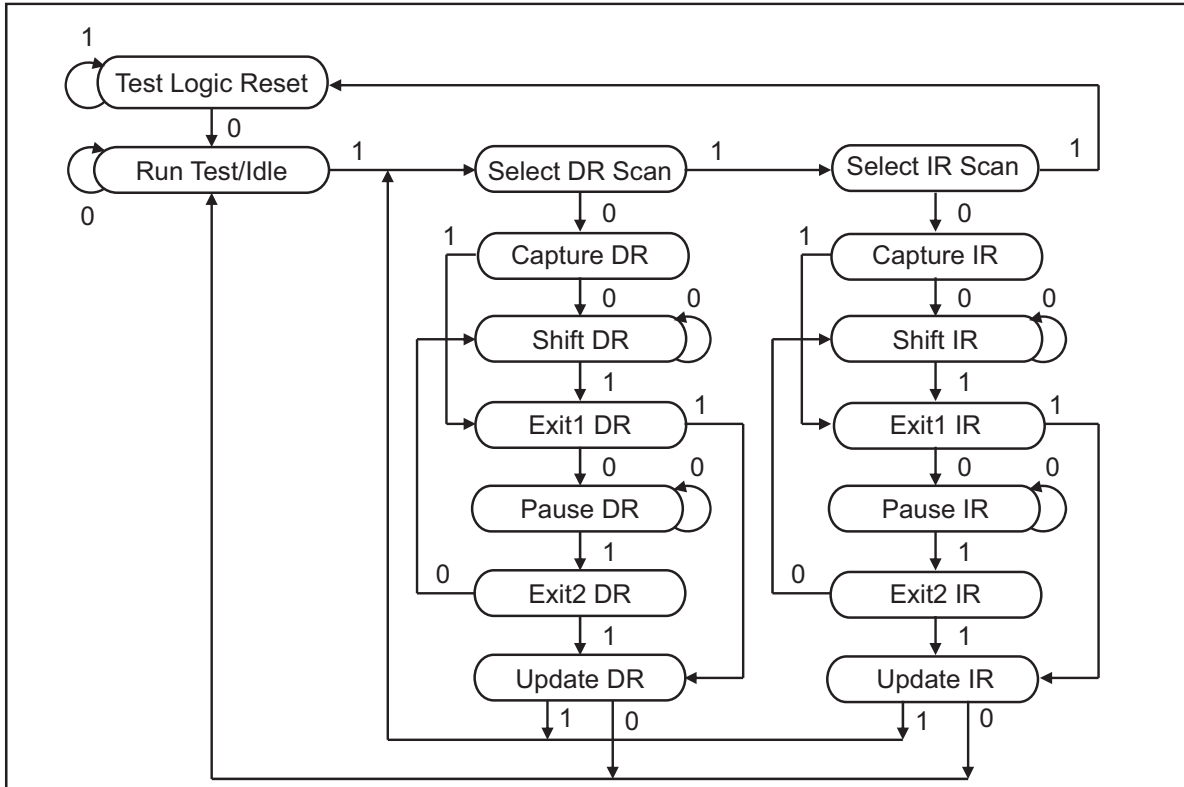 1
Test Logic Reset
0
Run Test/Idle
0
1
Select DR Scan
1
Select IR Scan
1
0
0
1
Capture DR
1
Capture IR
0
0
0
0
Shift DR
Shift IR
1
1
Exit1 DR
1
Exit1 IR
1
0
0
0
0
Pause DR
Pause IR
1
1
0
Exit2 DR
0
Exit2 IR
1
1
Update DR
Update IR
1
0
1
0